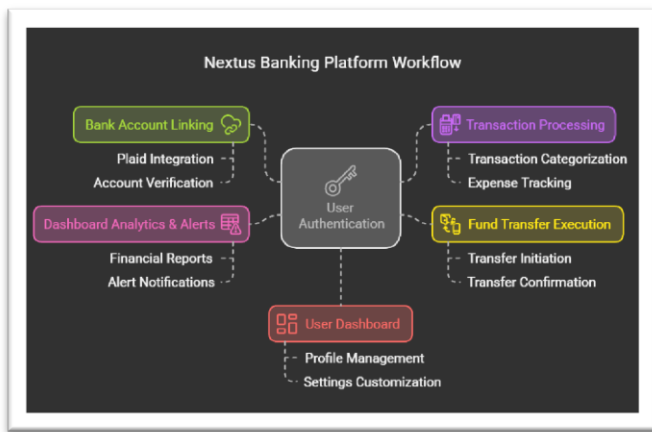 Nextus Banking Platform Workflow
Bank Account Linking
Plaid Integration
Account Verification
Dashboard Analytics & Alerts
Financial Reports
Alert Notifications
User
Authentication
Transaction Processing
Transaction Categorization
Expense Tracking
Fund Transfer Execution
Transfer Initiation
Transfer Confirmation
User Dashboard
Profile Management
Settings Customization